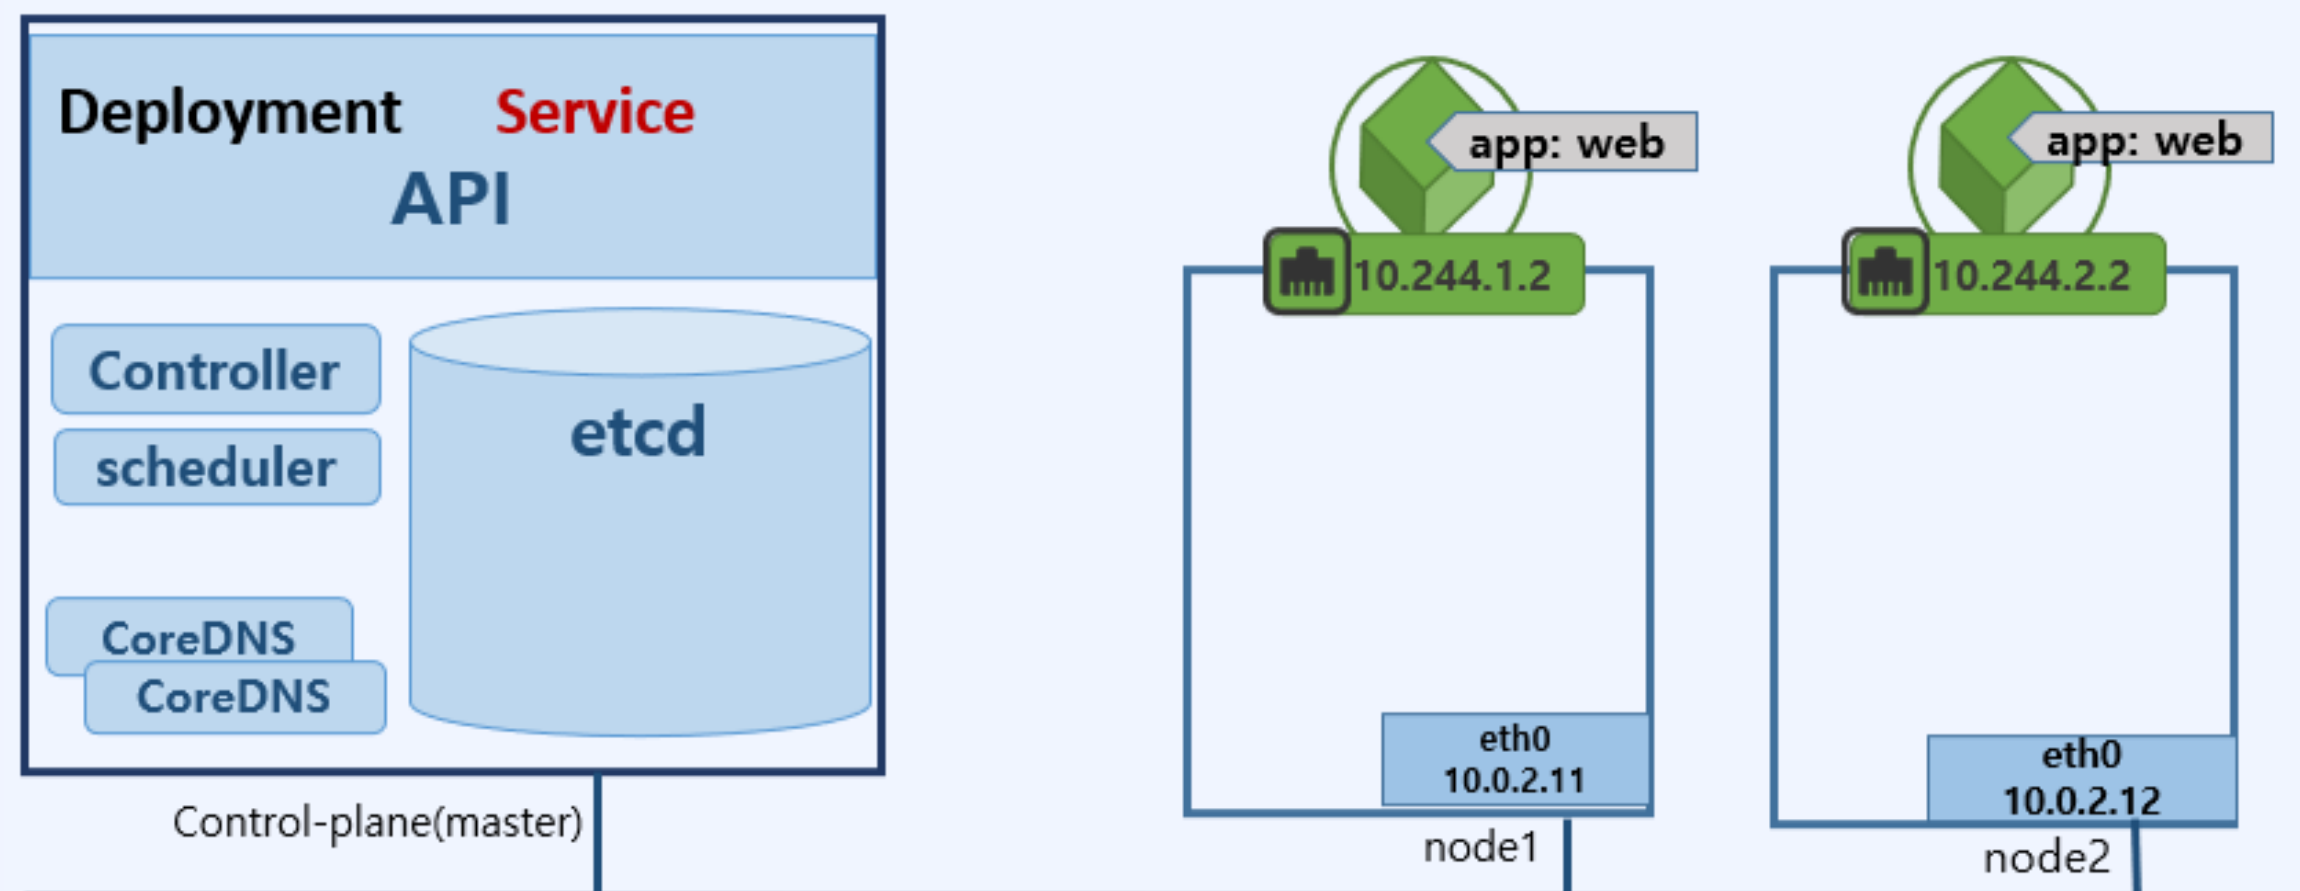 Deployment Service
API
Controller
scheduler
etcd
CoreDNS
CoreDNS
Control-plane(master)
app: web
10.244.1.2
eth0
10.0.2.11
node1
app: web
10.244.2.2
eth0
10.0.2.12
node2